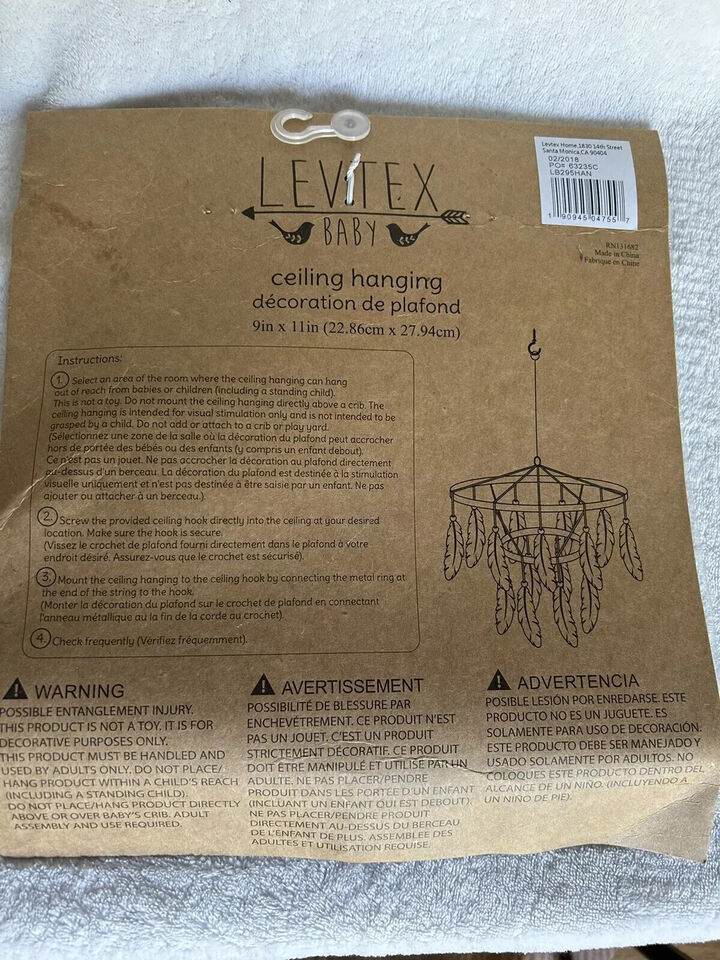 Levtex Home,1830 14th Street
Santa Monica,CA 90404
02/2018
PO# 63235C
LB295HAN
1 90945 04755 7
LEVTEX
BABY
RN131682
Made in China
Fabriqué en Chine
ceiling hanging
décoration de plafond
9in x 11in (22.86cm x 27.94cm)
Instructions:
1. Select an area of the room where the ceiling hanging can hang
out of reach from babies or children (including a standing child).
This is not a toy. Do not mount the ceiling hanging directly above a crib. The
ceiling hanging is intended for visual stimulation only and is not intended to be
grasped by a child. Do not add or attach to a crib or play yard.
(Sélectionnez une zone de la salle où la décoration du plafond peut accrocher
hors de portée des bébés ou des enfants (y compris un enfant debout).
Ce n'est pas un jouet. Ne pas accrocher la décoration au plafond directement
au-dessus d'un berceau. La décoration du plafond est destinée à la stimulation
visuelle uniquement et n'est pas destinée à être saisie par un enfant. Ne pas
ajouter ou attacher à un berceau.).
2. Screw the provided ceiling hook directly into the ceiling at your desired
location. Make sure the hook is secure.
(Vissez le crochet de plafond fourni directement dans le plafond à votre
endroit désiré. Assurez-vous que le crochet est sécurisé).
3. Mount the ceiling hanging to the ceiling hook by connecting the metal ring at
the end of the string to the hook.
(Monter la décoration du plafond sur le crochet de plafond en connectant
l'anneau métallique au la fin de la corde au crochet).
4. Check frequently (Vérifiez fréquemment).
WARNING
POSSIBLE ENTANGLEMENT INJURY.
THIS PRODUCT IS NOT A TOY. IT IS FOR
DECORATIVE PURPOSES ONLY.
THIS PRODUCT MUST BE HANDLED AND
USED BY ADULTS ONLY. DO NOT PLACE/
HANG PRODUCT WITHIN A CHILD'S REACH
(INCLUDING A STANDING CHILD).
DO NOT PLACE/HANG PRODUCT DIRECTLY
ABOVE OR OVER BABY'S CRIB. ADULT
ASSEMBLY AND USE REQUIRED.
AVERTISSEMENT
POSSIBILITÉ DE BLESSURE PAR
ENCHEVÉTREMENT. CE PRODUIT N'EST
PAS UN JOUET. C'EST UN PRODUIT
STRICTEMENT DÉCORATIF. CE PRODUIT
DOIT ÊTRE MANIPULÉ ET UTILISÉ PAR UN
ADULTE. NE PAS PLACER/PENDRE
PRODUIT DANS LES PORTÉE D'UN ENFANT
(INCLUANT UN ENFANT QUI EST DEBOUT).
NE PAS PLACER/PENDRE PRODUIT
DIRECTEMENT AU-DESSUS DU BERCEAU
DE L'ENFANT DE PLUS. ASSEMBLEE DES
ADULTES ET UTILISATION REQUISE.
ADVERTENCIA
POSIBLE LESIÓN POR ENREDARSE. ESTE
PRODUCTO NO ES UN JUGUETE. ES
SOLAMENTE PARA USO DE DECORACIÓN.
ESTE PRODUCTO DEBE SER MANEJADO Y
USADO SOLAMENTE POR ADULTOS. NO
COLOQUES ESTE PRODUCTO DENTRO DEL
ALCANCE DE UN NIÑO. (INCLUYENDO A
UN NIÑO DE PIE).